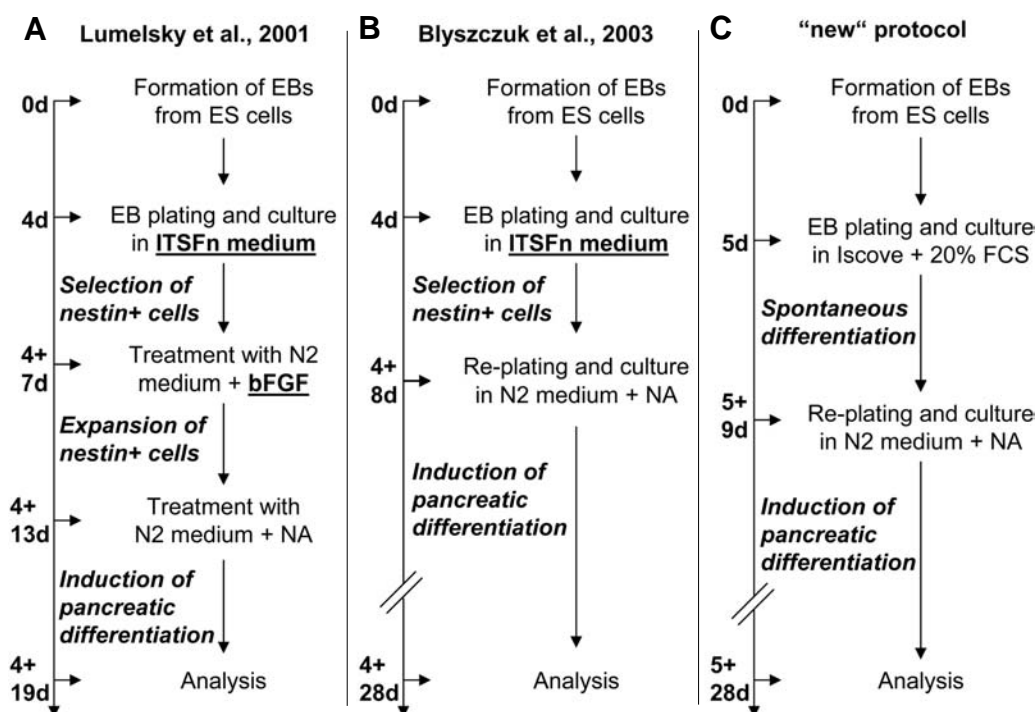 A Lumelsky et al., 2001
0d
Formation of EBs
from ES cells
4d
EB plating and culture
in ITSFn medium
Selection of
nestin+ cells
4+
7d
Treatment with N2
medium + bFGF
Expansion of
nestin+ cells
4+
13d
Treatment with
N2 medium + NA
Induction of
pancreatic
differentiation
4+
19d
Analysis
B Blyszczuk et al., 2003
0d
Formation of EBs
from ES cells
4d
EB plating and culture
in ITSFn medium
Selection of
nestin+ cells
4+
8d
Re-plating and culture
in N2 medium + NA
Induction of
pancreatic
differentiation
4+
28d
Analysis
C “new“ protocol
0d
Formation of EBs
from ES cells
5d
EB plating and culture
in Iscove + 20% FCS
Spontaneous
differentiation
5+
9d
Re-plating and culture
in N2 medium + NA
Induction of
pancreatic
differentiation
5+
28d
Analysis